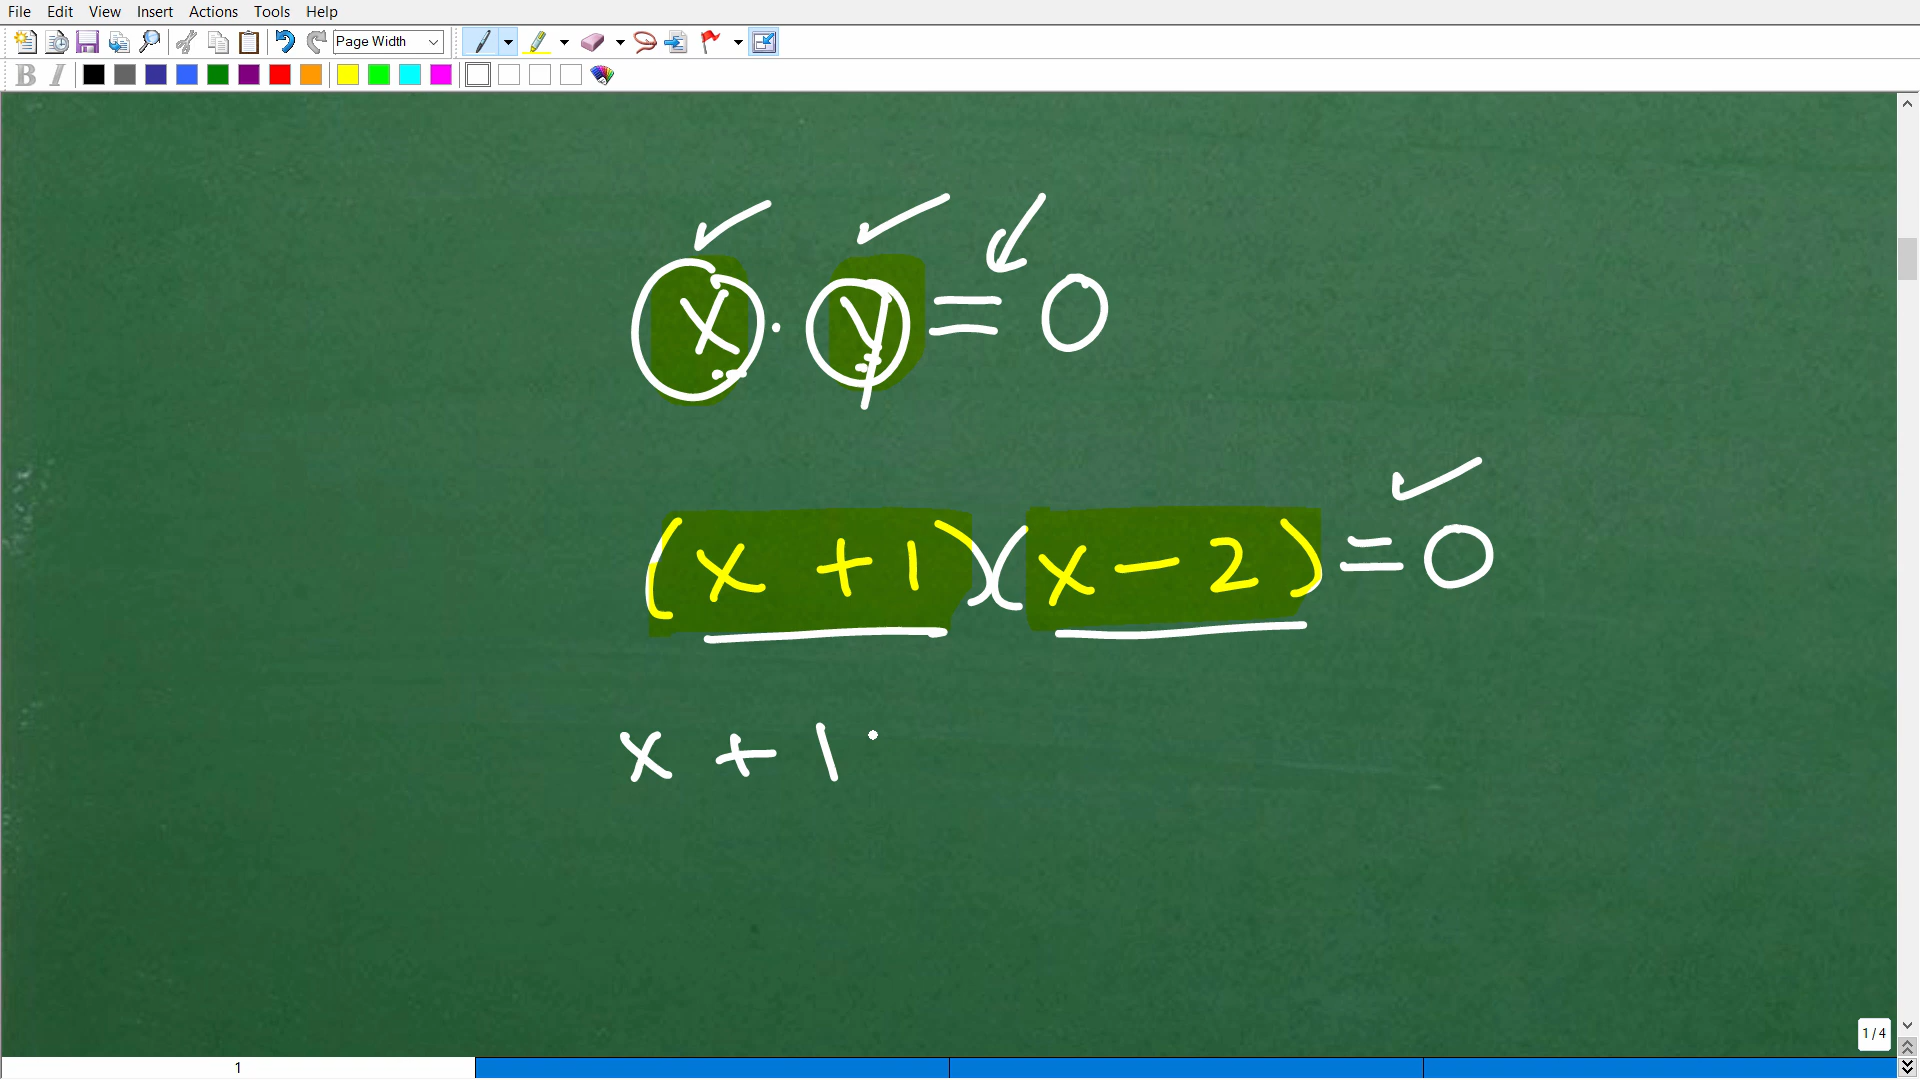 File Edit View Insert Actions Tools Help
Page Width
B I
x · y = 0
(x + 1)(x - 2) = 0
x + 1
1 / 4
1